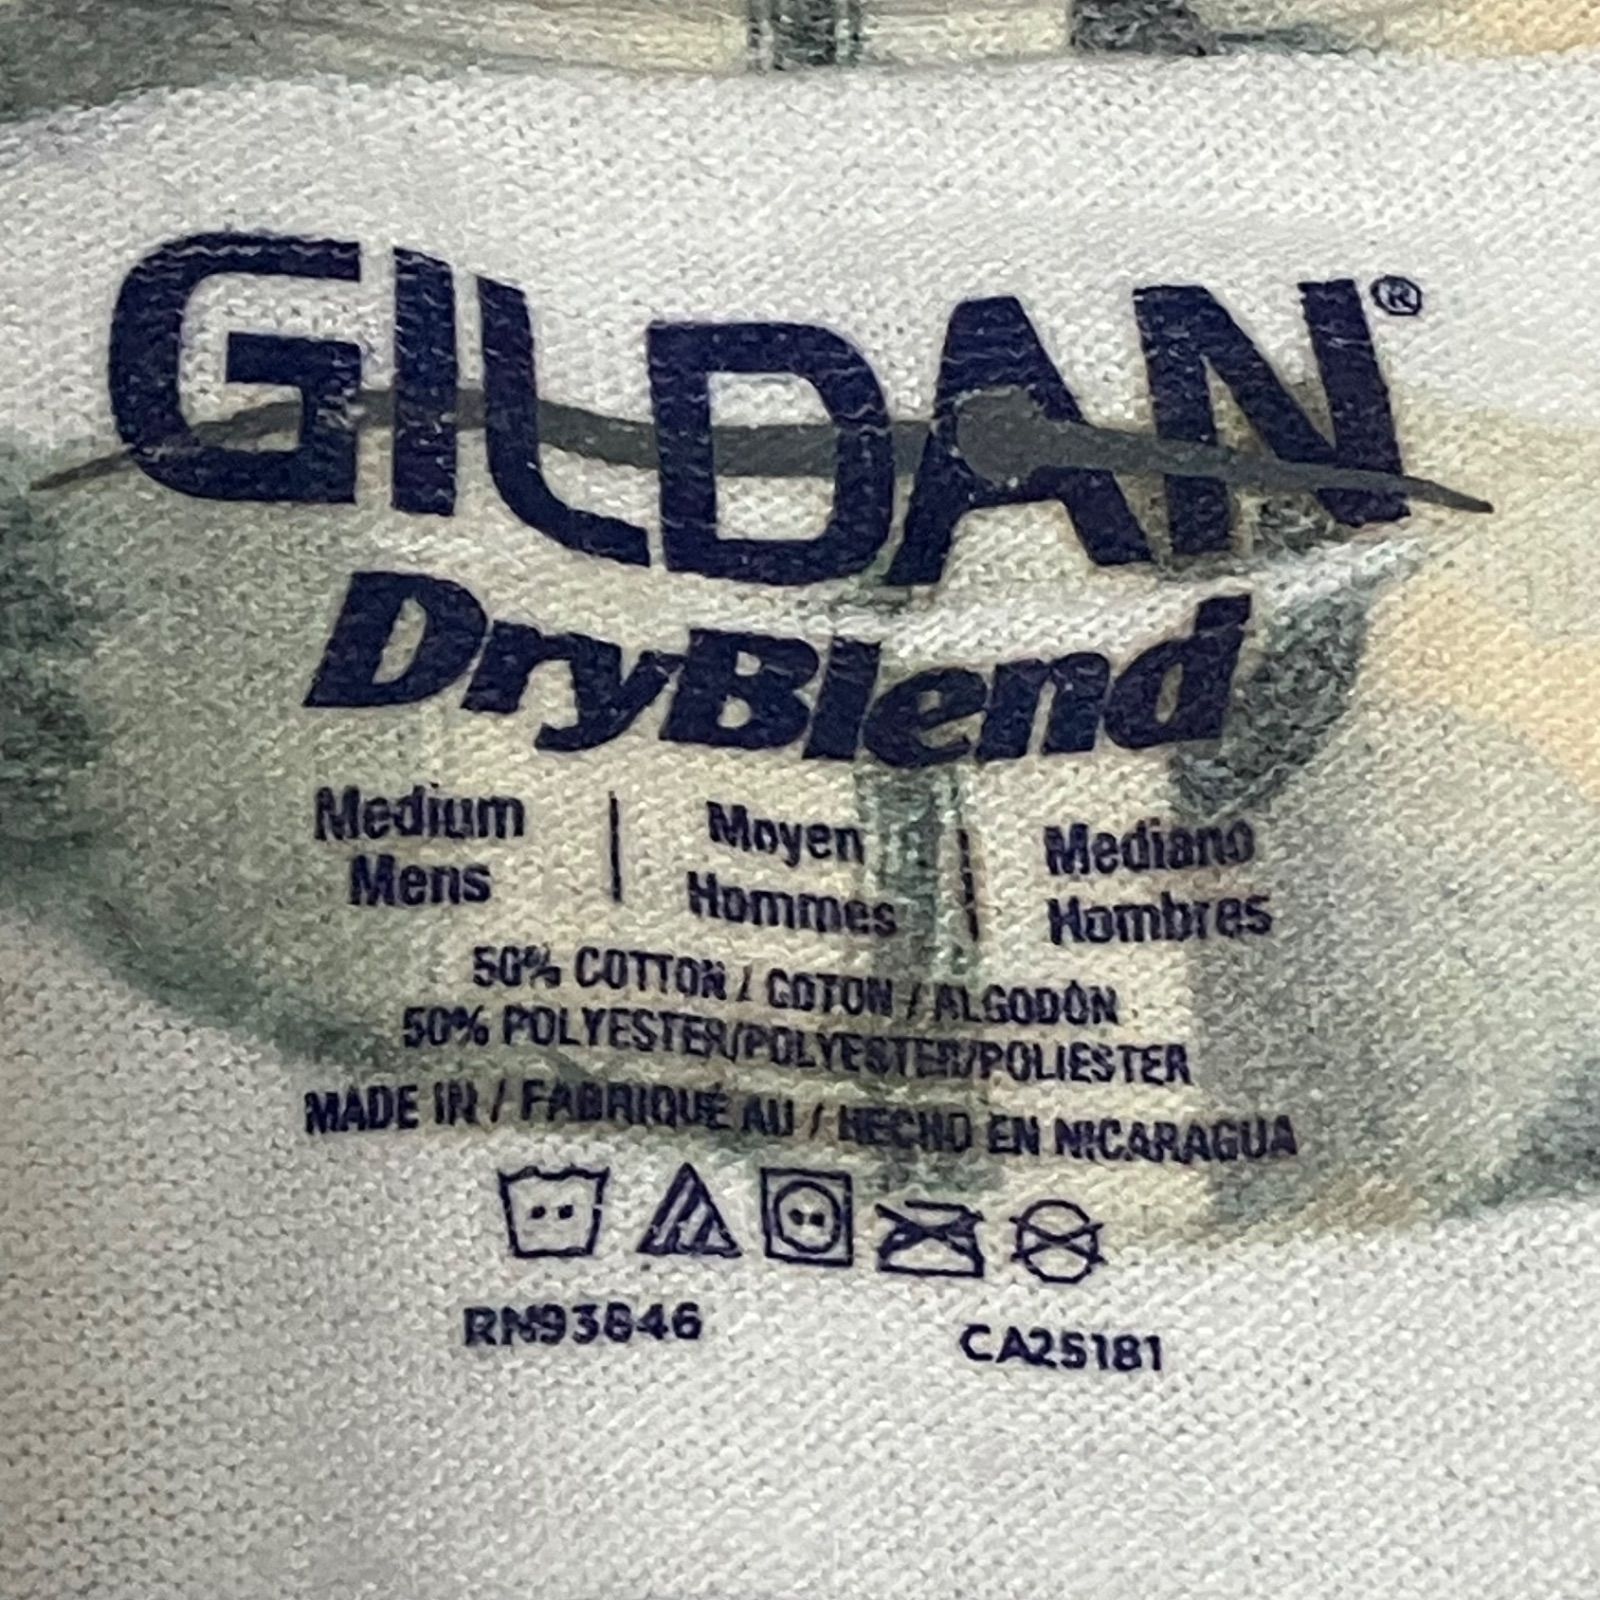 GILDAN®
DryBlend
Medium | Moyen | Mediano
Mens | Hommes | Hombres
50% COTTON / COTON / ALGODÓN
50% POLYESTER/POLYESTER/POLIESTER
MADE IN / FABRIQUÉ AU / HECHO EN NICARAGUA
RN93846 CA25181